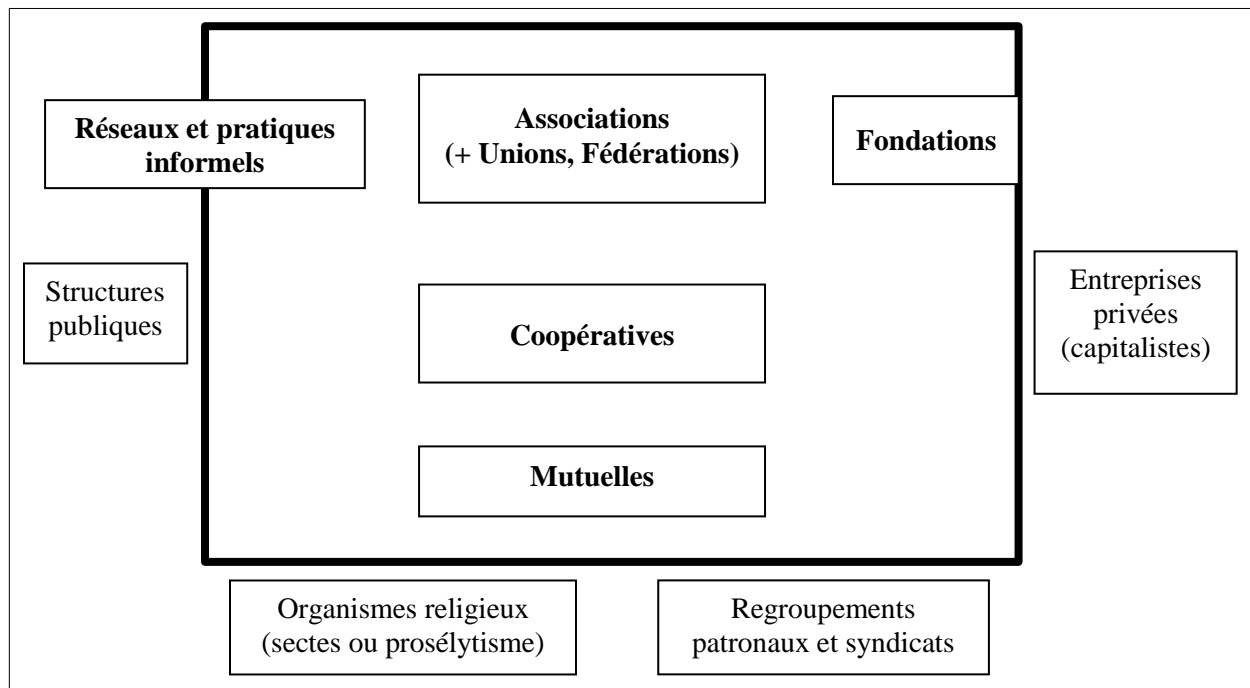 Réseaux et pratiques
informels
Associations
(+ Unions, Fédérations)
Fondations
Structures
publiques
Coopératives
Entreprises
privées
(capitalistes)
Mutuelles
Organismes religieux
(sectes ou prosélytisme)
Regroupements
patronaux et syndicats